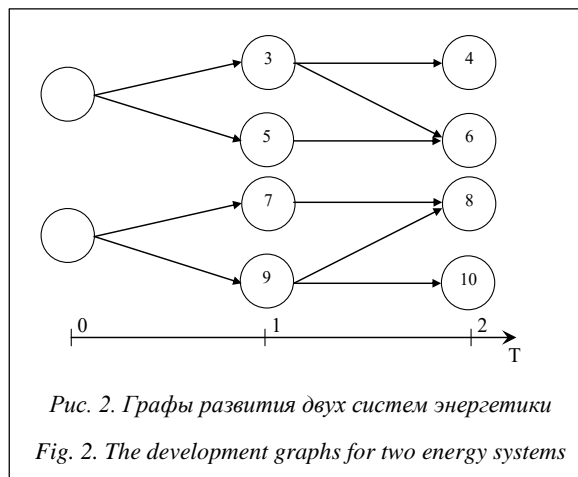 3 4
5 6
7 8
9 10
0 1 2
T
Рис. 2. Графы развития двух систем энергетики
Fig. 2. The development graphs for two energy systems